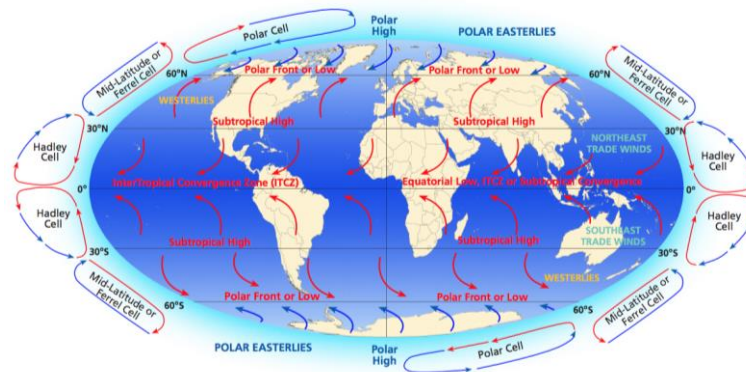 Polar Cell
Polar
High
POLAR EASTERLIES
Mid-Latitude or
Ferrel Cell
60°N
Polar Front or Low
Polar Front or Low
60°N
Mid-Latitude or
Ferrel Cell
WESTERLIES
Subtropical High
Subtropical High
30°N
NORTHEAST
TRADE WINDS
30°N
Hadley
Cell
Hadley
Cell
InterTropical Convergence Zone (ITCZ)
Equatorial Low, ITCZ or Subtropical Convergence
0°
0°
Hadley
Cell
Hadley
Cell
Subtropical High
Subtropical High
SOUTHEAST
TRADE WINDS
30°S
30°S
WESTERLIES
Mid-Latitude or
Ferrel Cell
60°S
Polar Front or Low
Polar Front or Low
60°S
Mid-Latitude or
Ferrel Cell
POLAR EASTERLIES
Polar
High
Polar Cell